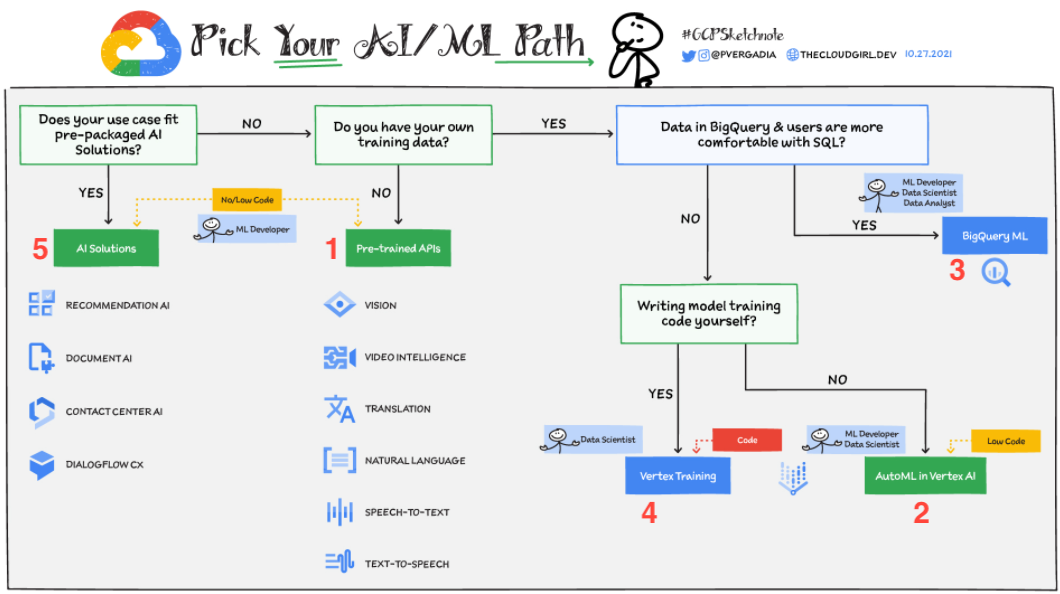 Pick Your AI/ML Path
#GCPSketchnote
@PVERGADIA THECLOUDGIRL.DEV 10.27.2021
Does your use case fit
pre-packaged AI
Solutions?
NO
Do you have your own
training data?
YES
Data in BigQuery & users are more
comfortable with SQL?
YES
No/Low Code
ML Developer
NO
NO
ML Developer
Data Scientist
Data Analyst
YES
5
AI Solutions
1
Pre-trained APIs
BigQuery ML
3
RECOMMENDATION AI
DOCUMENT AI
CONTACT CENTER AI
DIALOGFLOW CX
VISION
VIDEO INTELLIGENCE
TRANSLATION
NATURAL LANGUAGE
SPEECH-TO-TEXT
TEXT-TO-SPEECH
Writing model training
code yourself?
YES
NO
Data Scientist
Code
ML Developer
Data Scientist
Low Code
Vertex Training
AutoML in Vertex AI
4
2